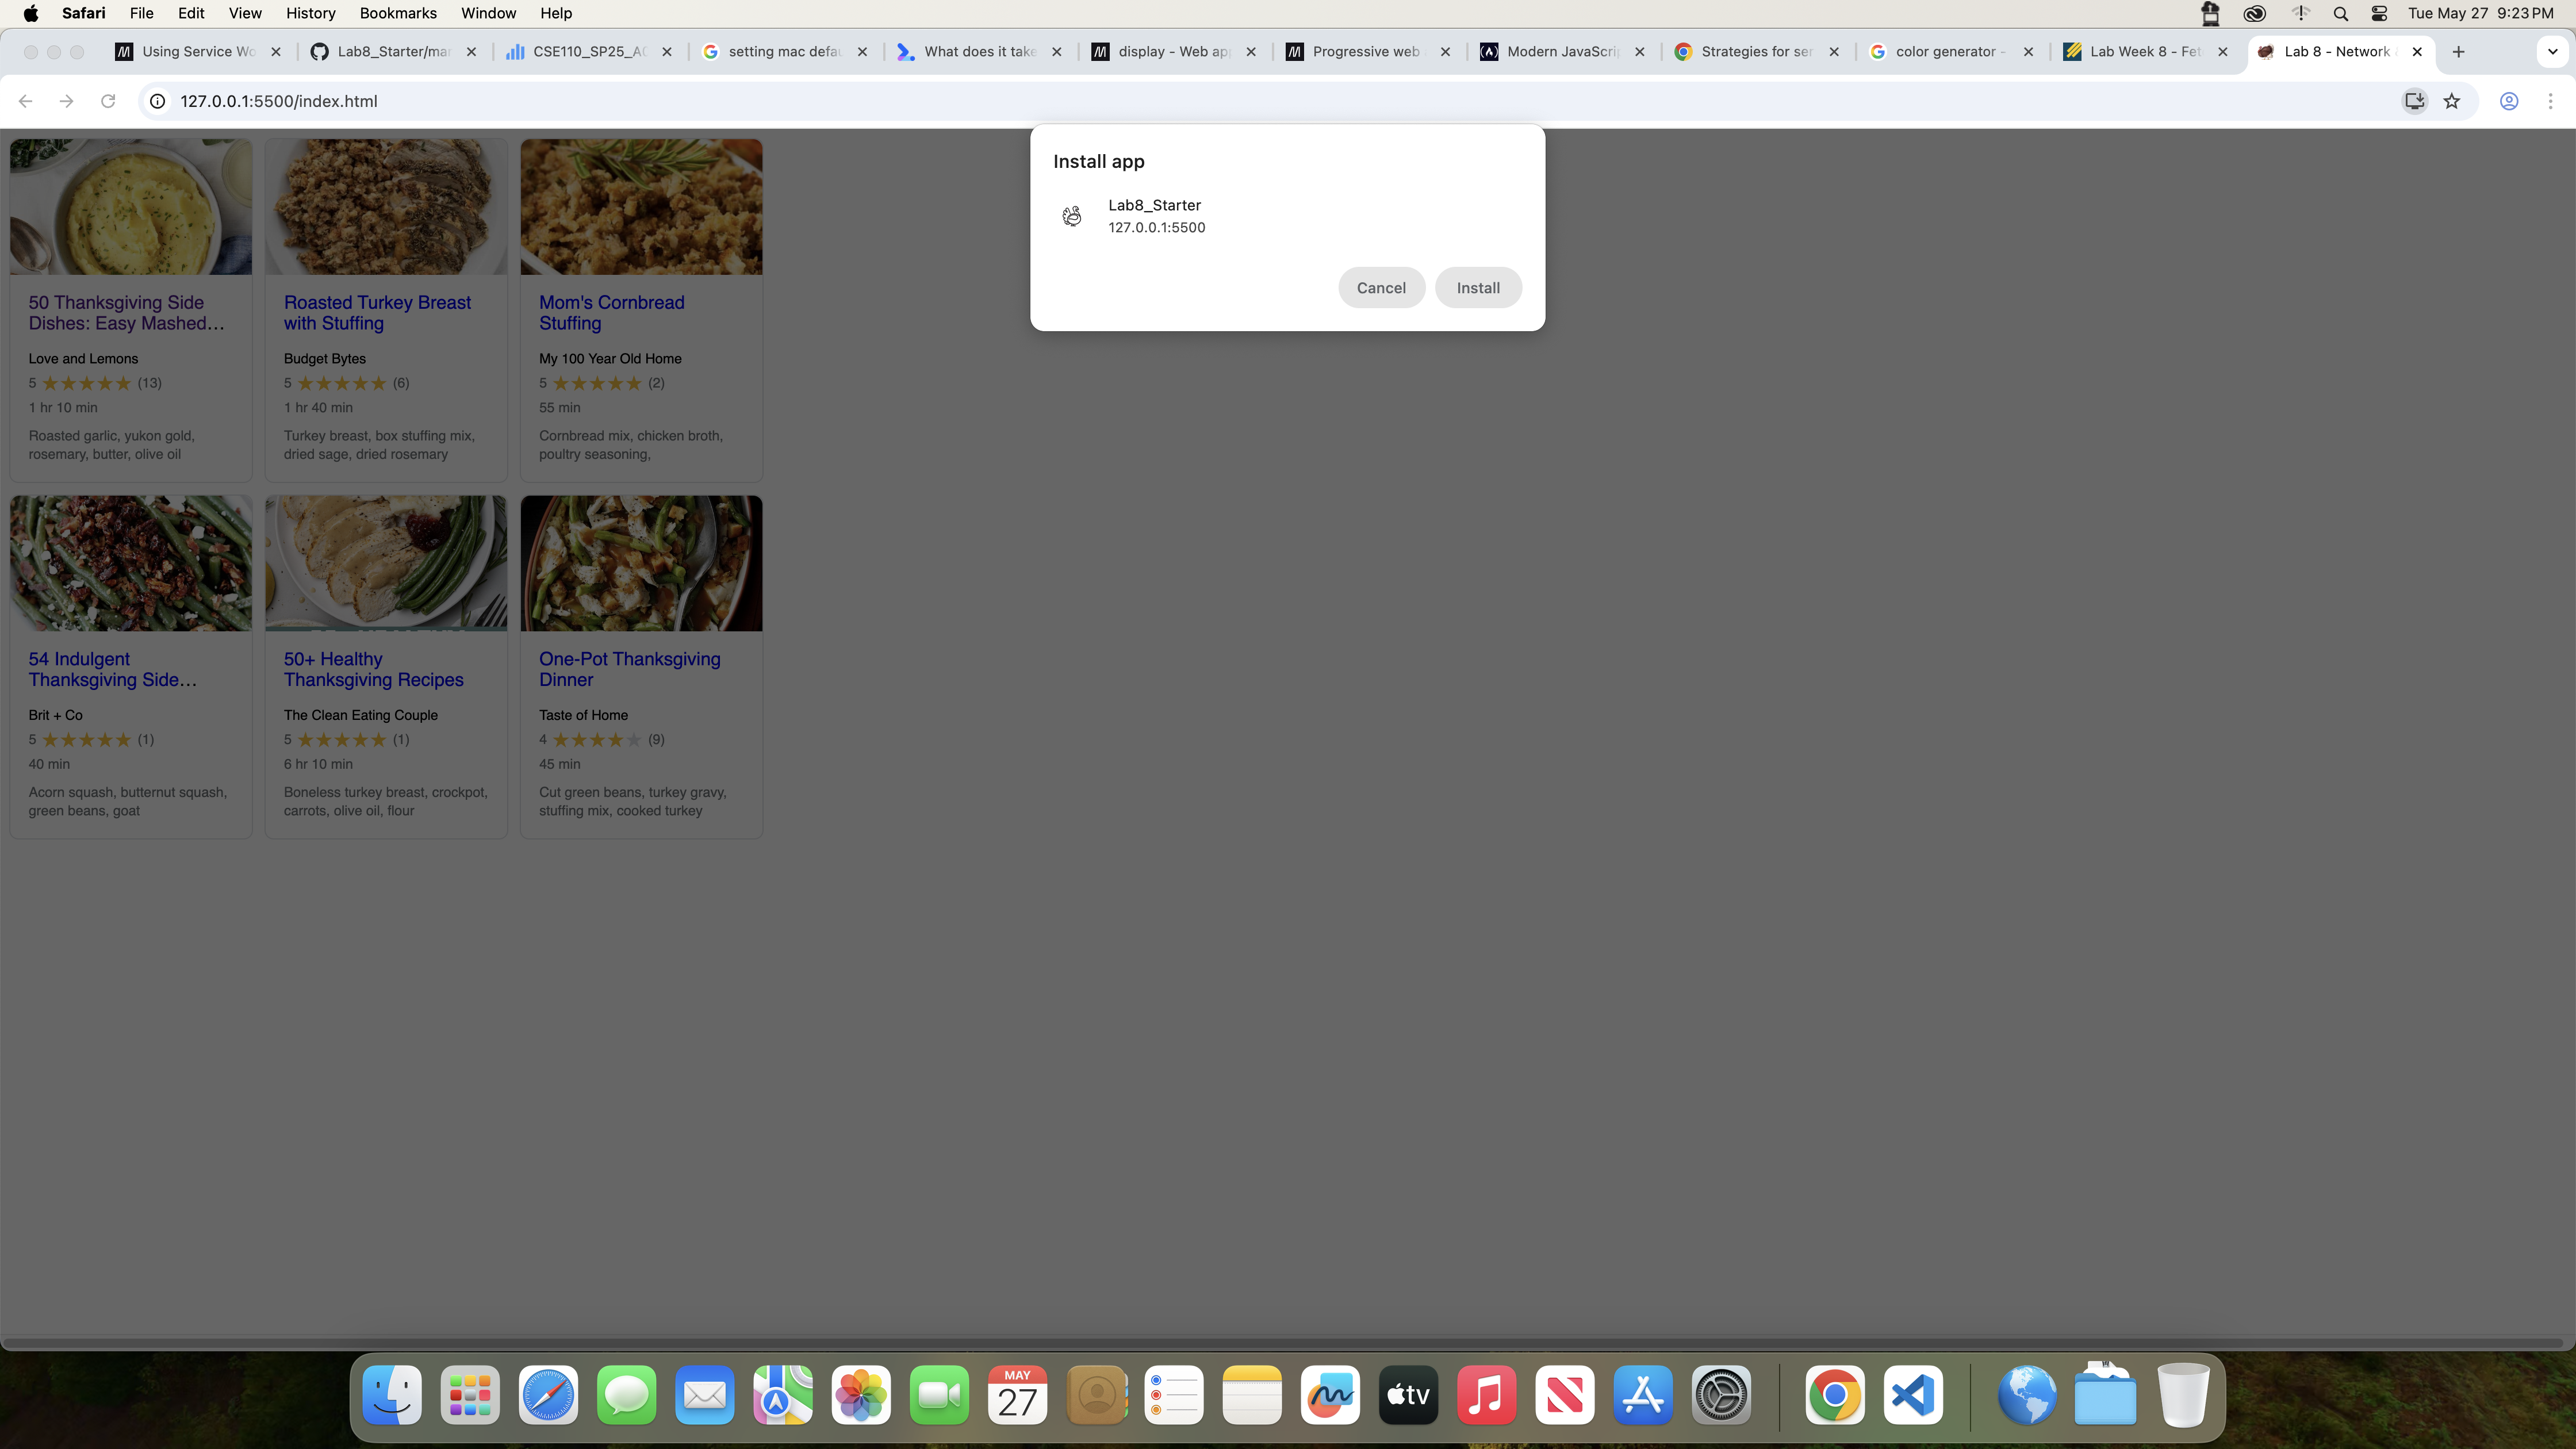 Safari File Edit View History Bookmarks Window Help Tue May 27 9:23 PM
Using Service Wo Lab8_Starter/mai CSE110_SP25_A0 setting mac defau What does it take display - Web app Progressive web Modern JavaScrip Strategies for ser color generator - Lab Week 8 - Fet Lab 8 - Network
127.0.0.1:5500/index.html
Install app
Lab8_Starter
127.0.0.1:5500
Cancel Install
50 Thanksgiving Side
Dishes: Easy Mashed...
Love and Lemons
5 (13)
1 hr 10 min
Roasted garlic, yukon gold,
rosemary, butter, olive oil
Roasted Turkey Breast
with Stuffing
Budget Bytes
5 (6)
1 hr 40 min
Turkey breast, box stuffing mix,
dried sage, dried rosemary
Mom's Cornbread
Stuffing
My 100 Year Old Home
5 (2)
55 min
Cornbread mix, chicken broth,
poultry seasoning,
54 Indulgent
Thanksgiving Side...
Brit + Co
5 (1)
40 min
Acorn squash, butternut squash,
green beans, goat
50+ Healthy
Thanksgiving Recipes
The Clean Eating Couple
5 (1)
6 hr 10 min
Boneless turkey breast, crockpot,
carrots, olive oil, flour
One-Pot Thanksgiving
Dinner
Taste of Home
4 (9)
45 min
Cut green beans, turkey gravy,
stuffing mix, cooked turkey
MAY
27
tv